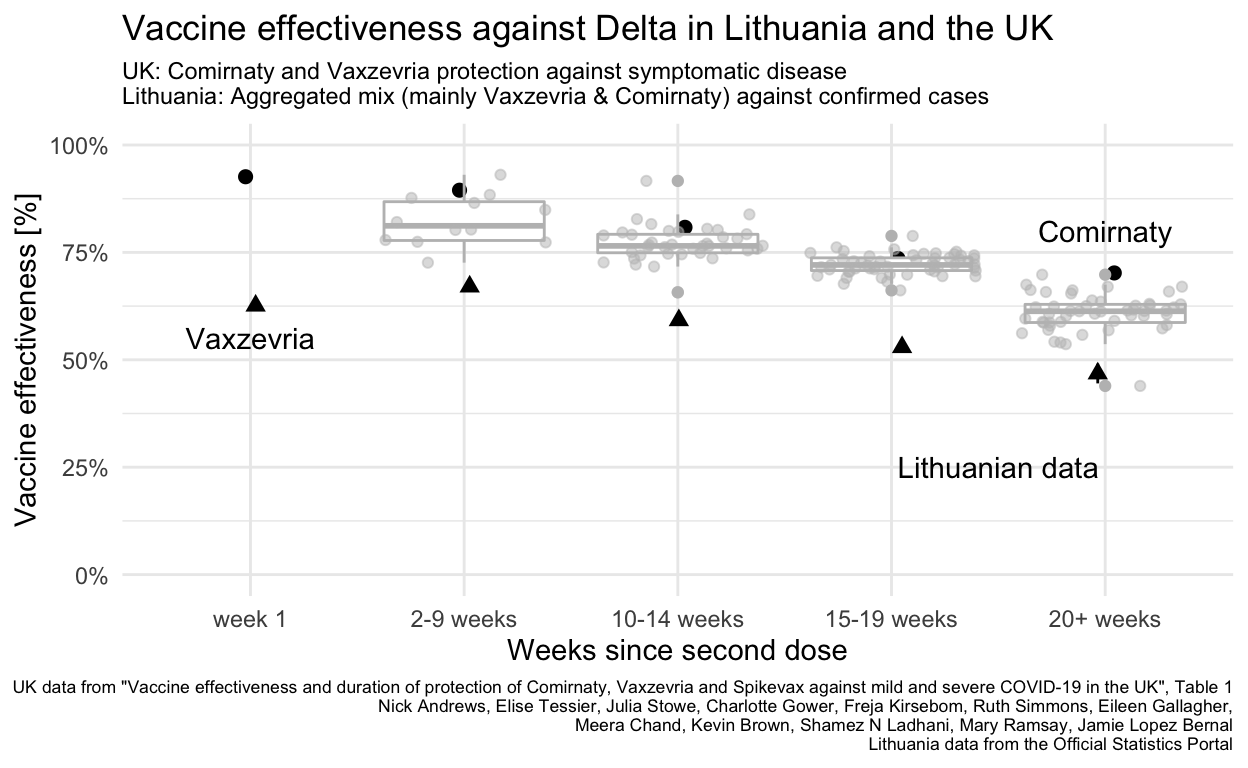 Vaccine effectiveness against Delta in Lithuania and the UK
UK: Comirnaty and Vaxzevria protection against symptomatic disease
Lithuania: Aggregated mix (mainly Vaxzevria & Comirnaty) against confirmed cases
Vaccine effectiveness [%]
100%
75%
50%
25%
0%
Comirnaty
Vaxzevria
Lithuanian data
week 1
2-9 weeks
10-14 weeks
15-19 weeks
20+ weeks
Weeks since second dose
UK data from "Vaccine effectiveness and duration of protection of Comirnaty, Vaxzevria and Spikevax against mild and severe COVID-19 in the UK", Table 1
Nick Andrews, Elise Tessier, Julia Stowe, Charlotte Gower, Freja Kirsebom, Ruth Simmons, Eileen Gallagher,
Meera Chand, Kevin Brown, Shamez N Ladhani, Mary Ramsay, Jamie Lopez Bernal
Lithuania data from the Official Statistics Portal